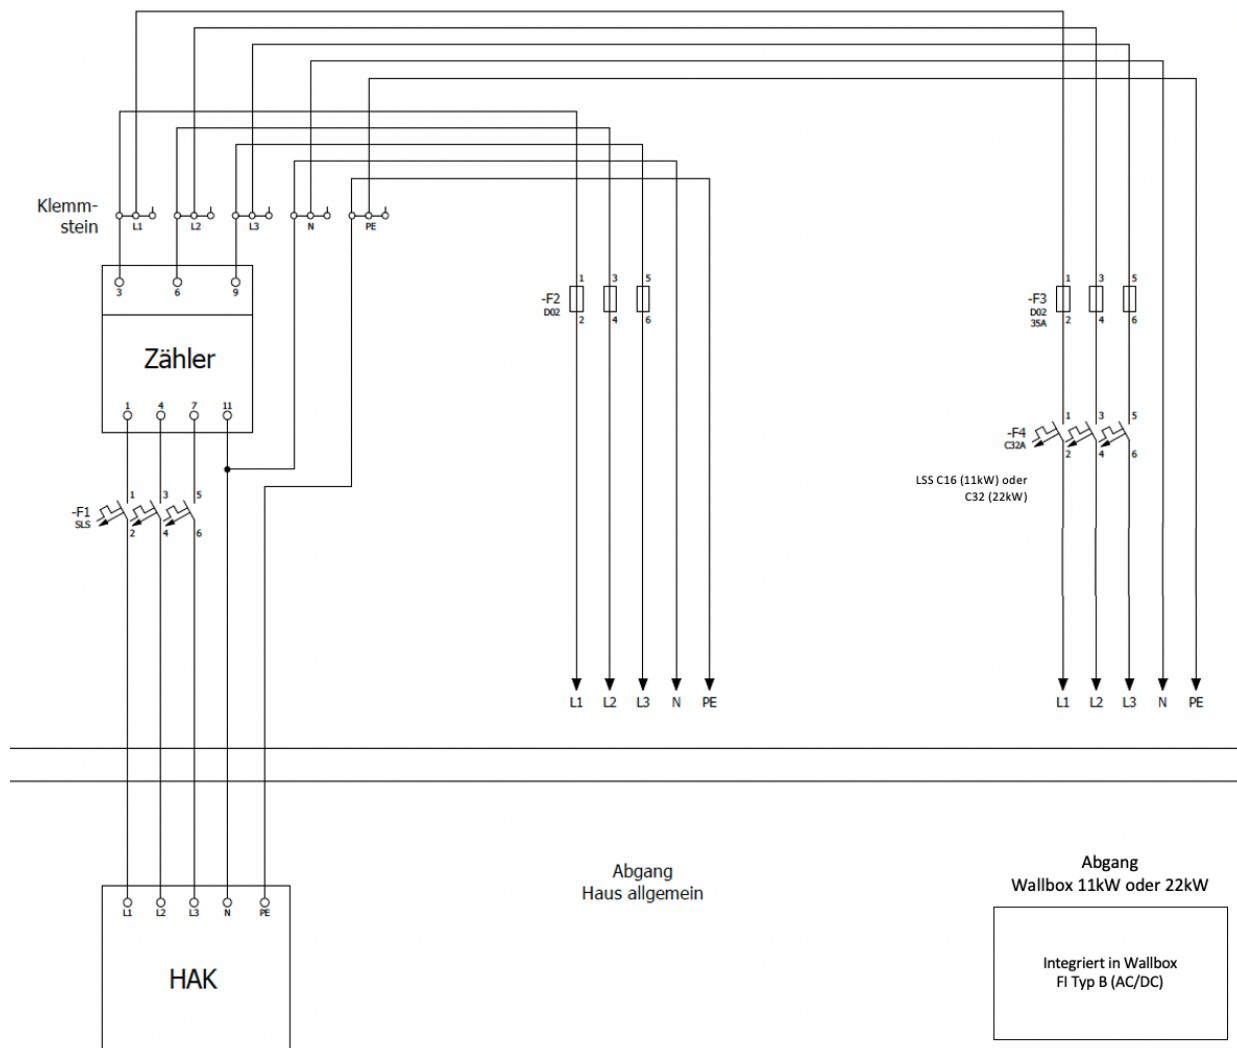 Klemm-
stein
L1
L2
L3
N
PE
3
6
9
Zähler
1
4
7
11
-F1
SLS
1
3
5
2
4
6
-F2
D02
1
3
5
2
4
6
-F3
D02
35A
1
3
5
2
4
6
-F4
C32A
1
3
5
2
4
6
LSS C16 (11kW) oder
C32 (22kW)
L1 L2 L3 N PE
L1 L2 L3 N PE
L1 L2 L3 N PE
HAK
Abgang
Haus allgemein
Abgang
Wallbox 11kW oder 22kW
Integriert in Wallbox
FI Typ B (AC/DC)